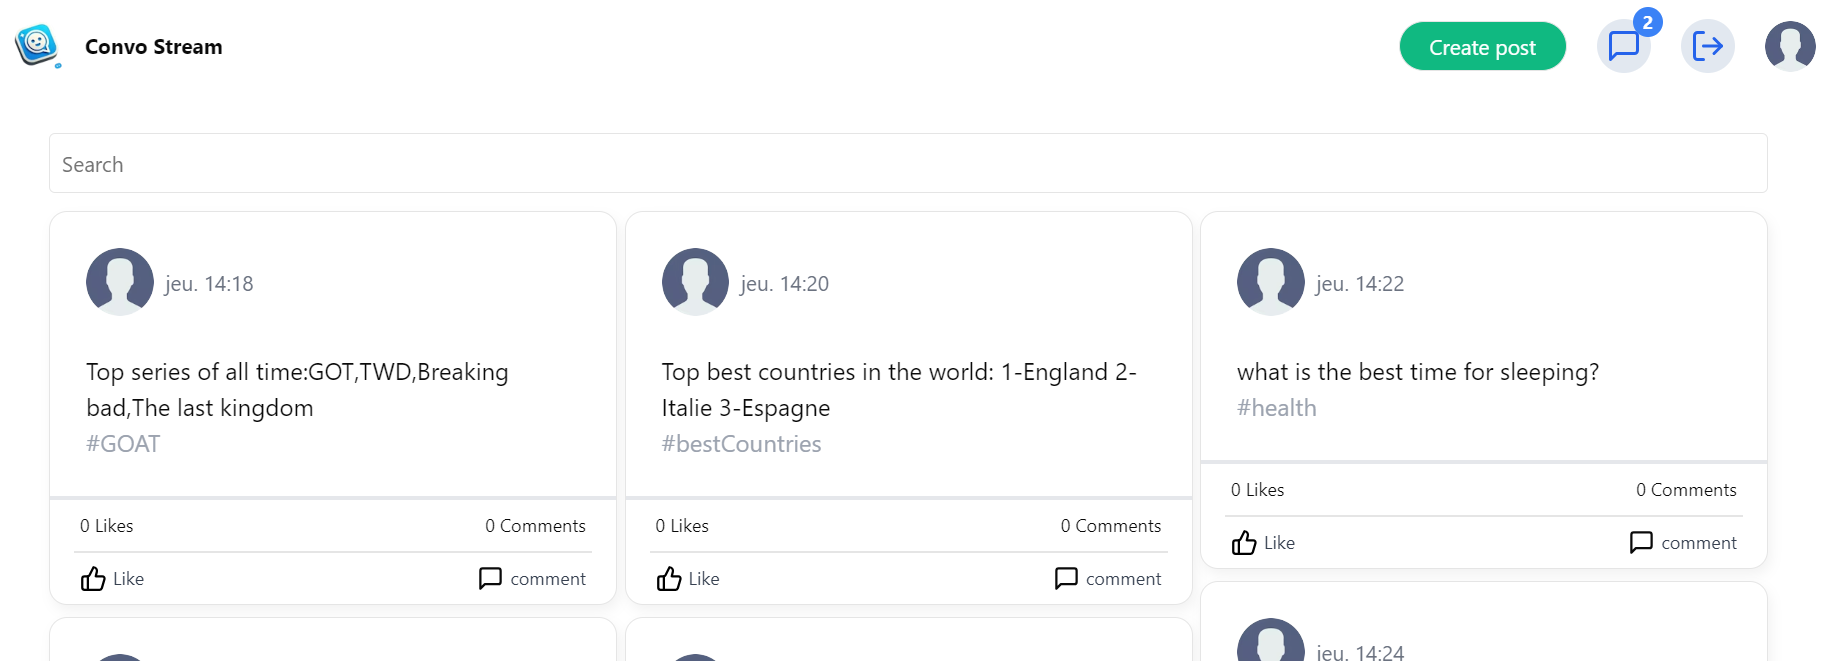 Convo Stream
Create post
2
Search
jeu. 14:18
Top series of all time:GOT,TWD,Breaking
bad,The last kingdom
#GOAT
0 Likes
0 Comments
Like
comment
jeu. 14:20
Top best countries in the world: 1-England 2-
Italie 3-Espagne
#bestCountries
0 Likes
0 Comments
Like
comment
jeu. 14:22
what is the best time for sleeping?
#health
0 Likes
0 Comments
Like
comment
jeu. 14:24